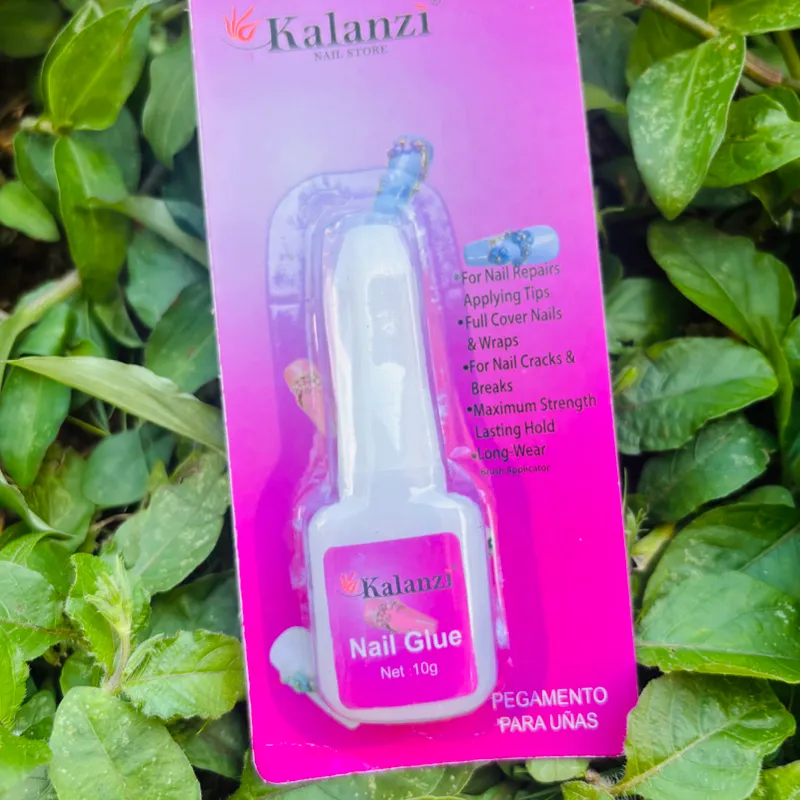 Kalanzi
NAIL STORE
•For Nail Repairs
Applying Tips
•Full Cover Nails
& Wraps
•For Nail Cracks &
Breaks
•Maximum Strength
Lasting Hold
•Long-Wear
Brush Applicator
Kalanzi
Nail Glue
Net :10g
PEGAMENTO
PARA UÑAS